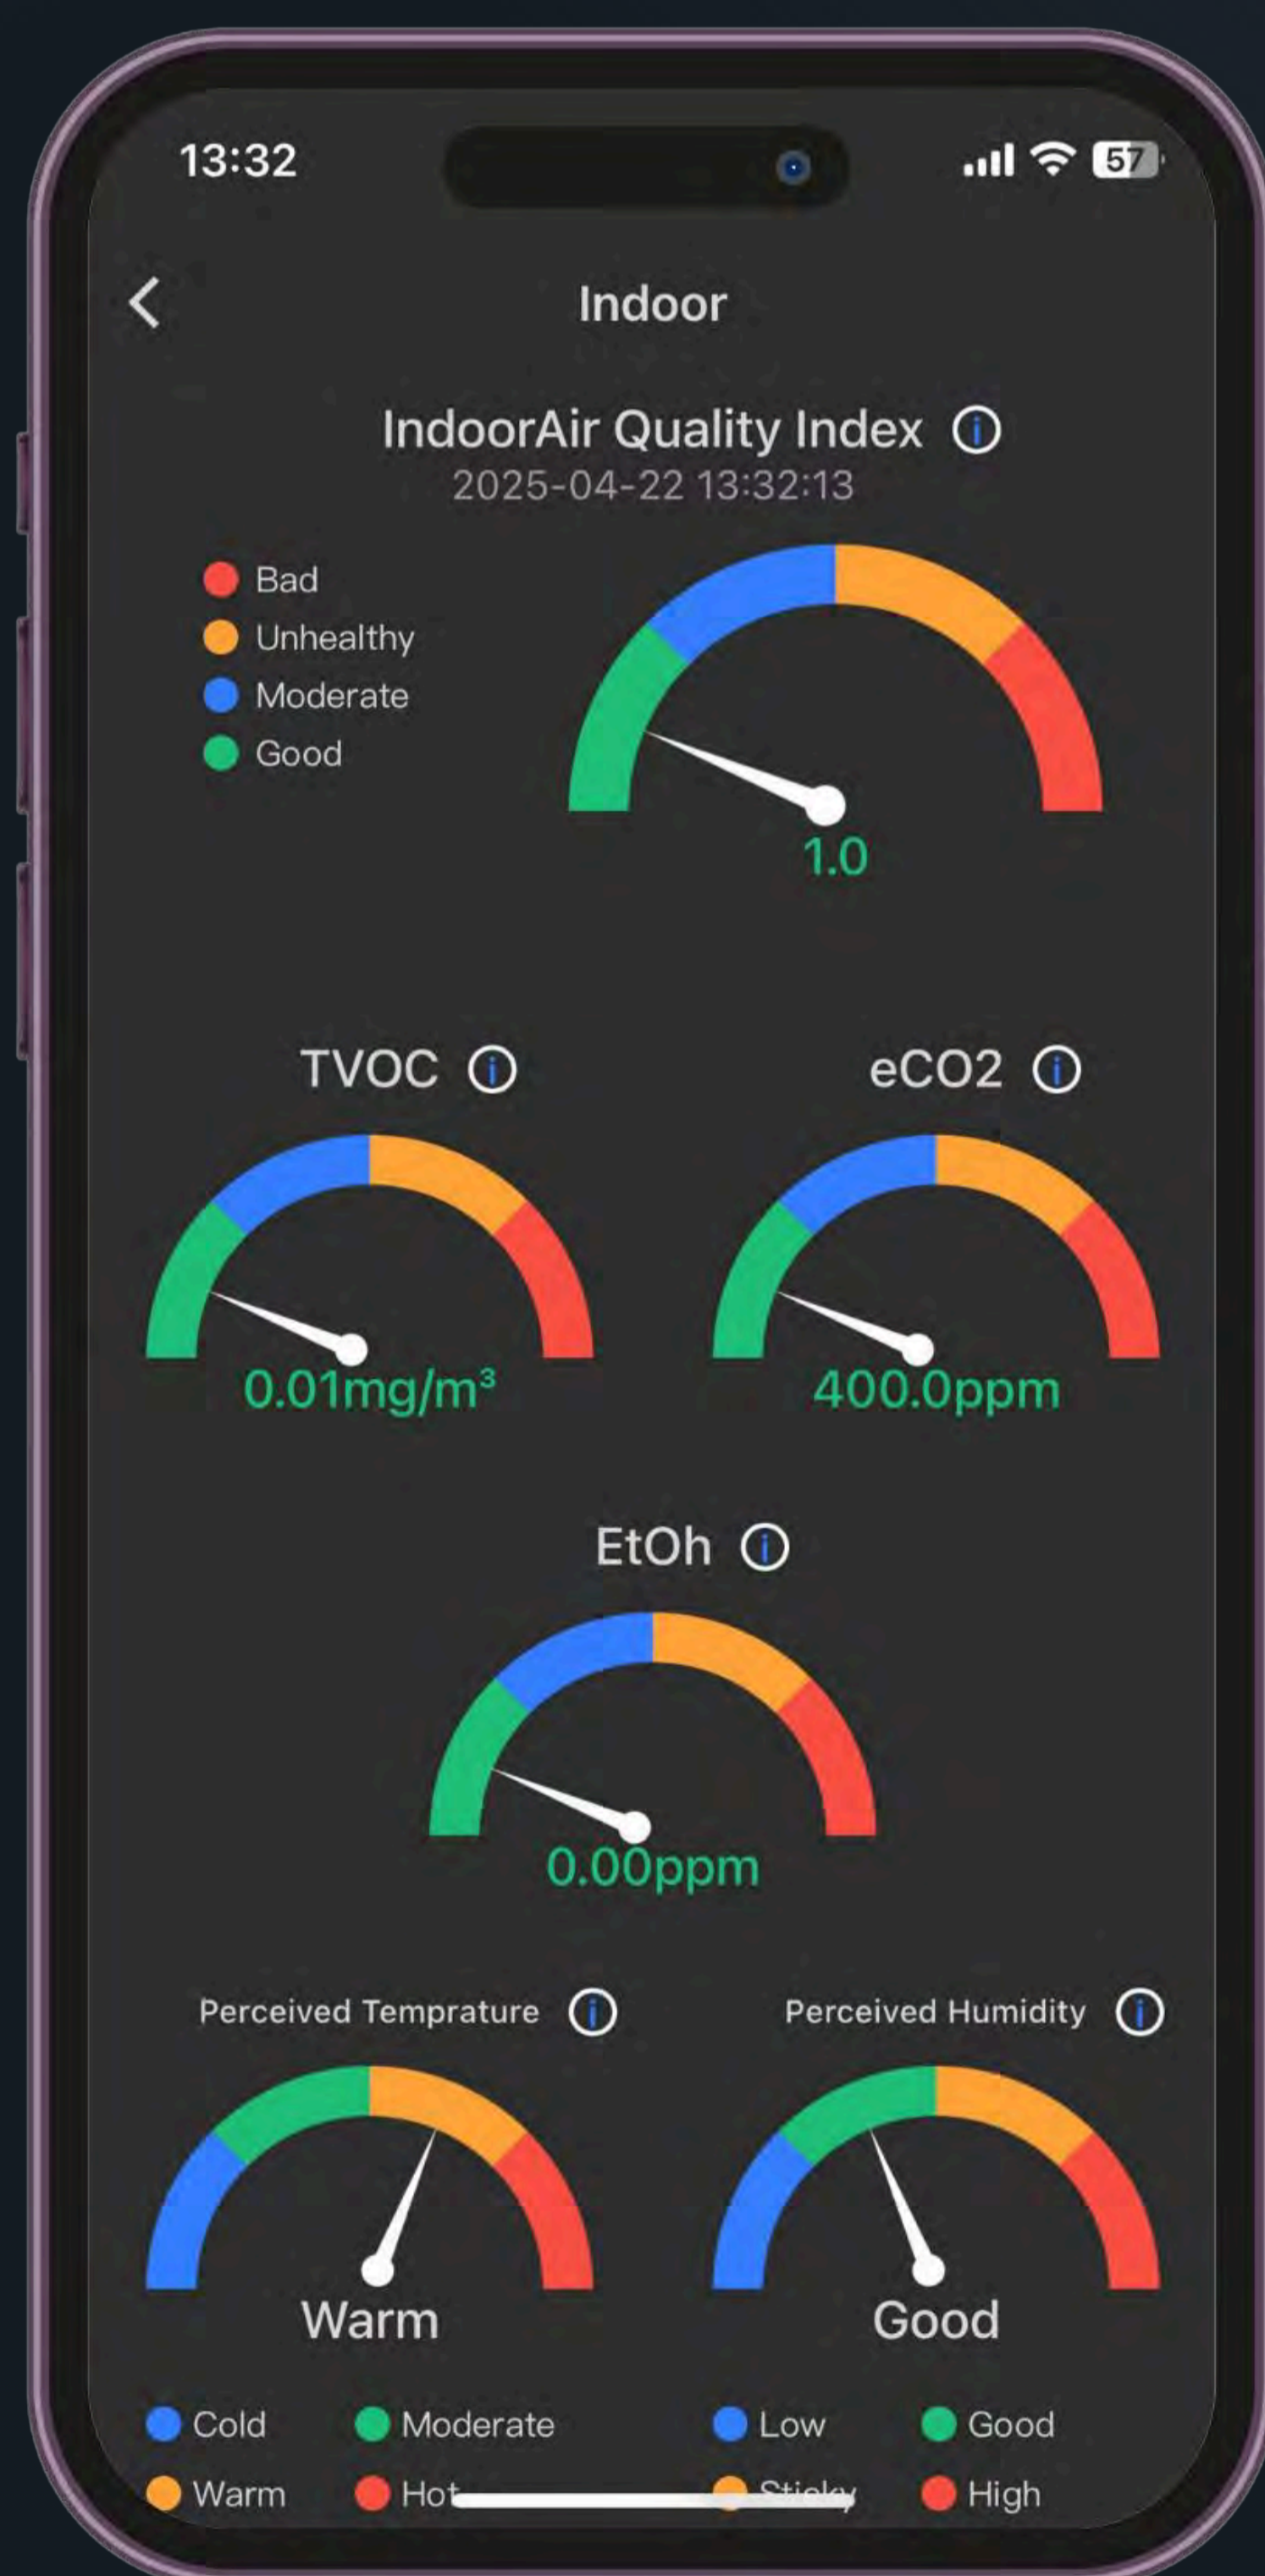 13:32
57
Indoor
IndoorAir Quality Index i
2025-04-22 13:32:13
Bad
Unhealthy
Moderate
Good
1.0
TVOC i
eCO2 i
0.01mg/m³
400.0ppm
EtOh i
0.00ppm
Perceived Temprature i
Perceived Humidity i
Warm
Good
Cold Moderate
Low Good
Warm Hot
Sticky High